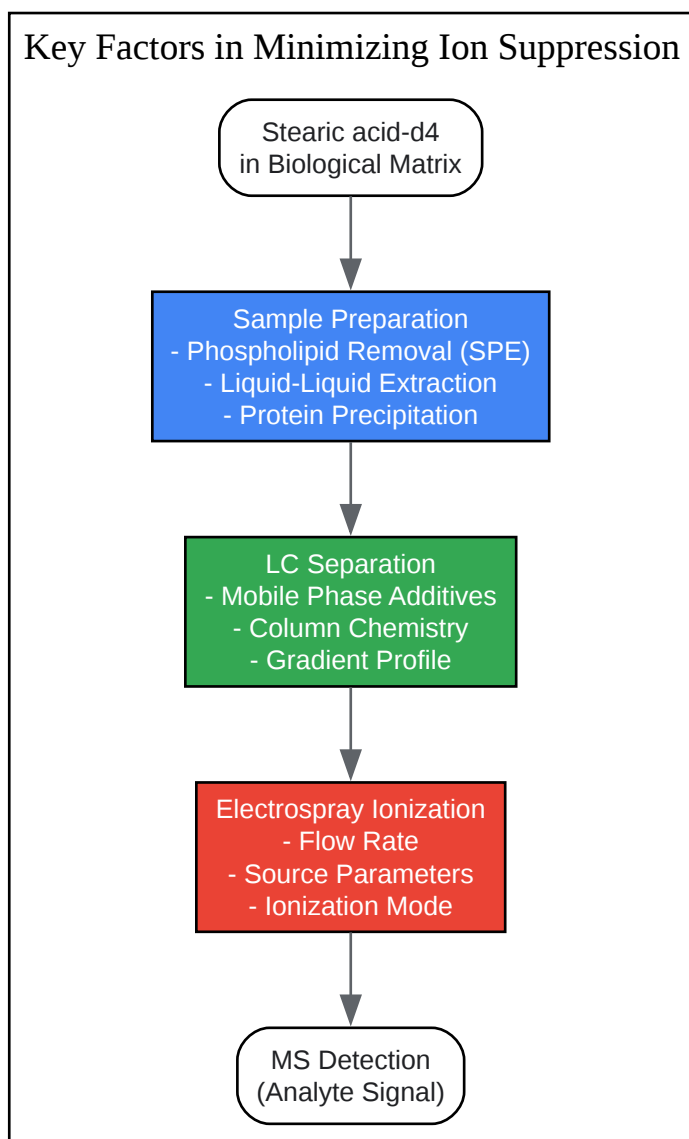 Key Factors in Minimizing Ion Suppression
Stearic acid-d4
in Biological Matrix
Sample Preparation
- Phospholipid Removal (SPE)
- Liquid-Liquid Extraction
- Protein Precipitation
LC Separation
- Mobile Phase Additives
- Column Chemistry
- Gradient Profile
Electrospray Ionization
- Flow Rate
- Source Parameters
- Ionization Mode
MS Detection
(Analyte Signal)